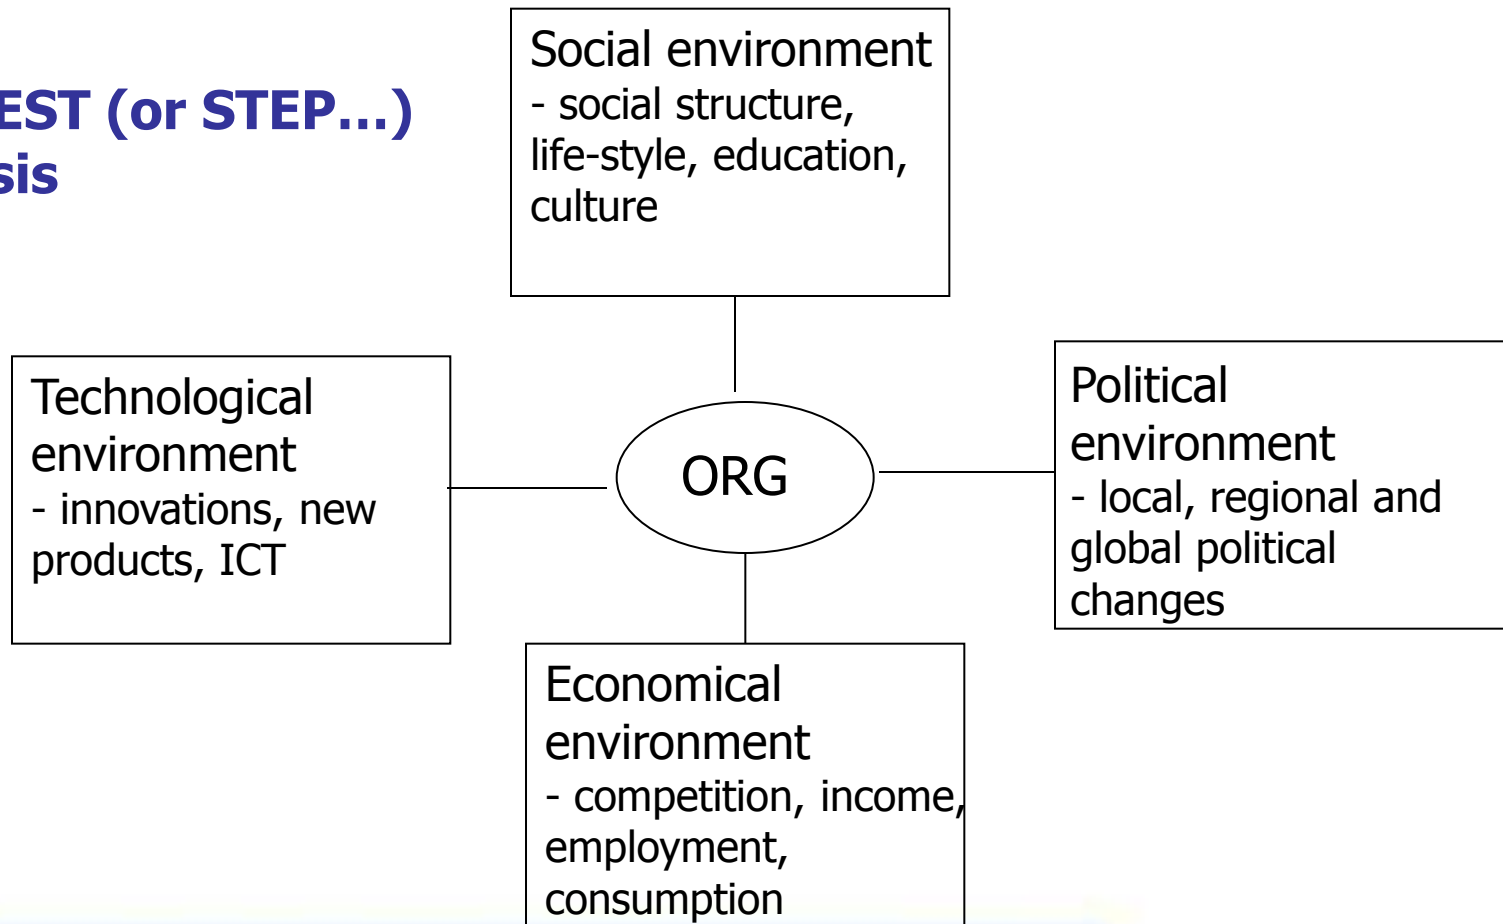 EST (or STEP...)
sis
Social environment
- social structure,
life-style, education,
culture
Technological
environment
- innovations, new
products, ICT
ORG
Political
environment
- local, regional and
global political
changes
Economical
environment
- competition, income,
employment,
consumption